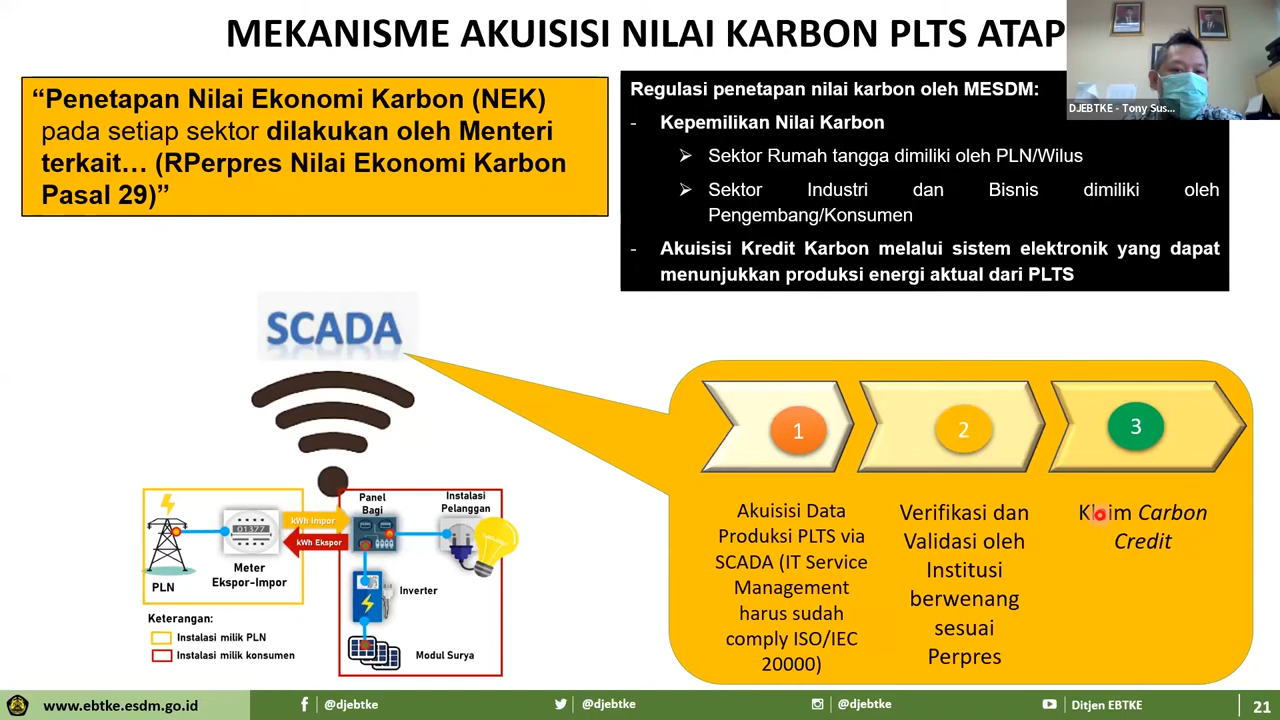 MEKANISME AKUISISI NILAI KARBON PLTS ATAP
DJEBTKE - Tony Sus...
“Penetapan Nilai Ekonomi Karbon (NEK)
pada setiap sektor dilakukan oleh Menteri
terkait… (RPerpres Nilai Ekonomi Karbon
Pasal 29)”
Regulasi penetapan nilai karbon oleh MESDM:
- Kepemilikan Nilai Karbon
➢ Sektor Rumah tangga dimiliki oleh PLN/Wilus
➢ Sektor Industri dan Bisnis dimiliki oleh
Pengembang/Konsumen
- Akuisisi Kredit Karbon melalui sistem elektronik yang dapat
menunjukkan produksi energi aktual dari PLTS
SCADA
PLN
01377
Meter
Ekspor-Impor
kWh Impor
kWh Ekspor
Panel
Bagi
Instalasi
Pelanggan
Inverter
Modul Surya
Keterangan:
Instalasi milik PLN
Instalasi milik konsumen
1
Akuisisi Data
Produksi PLTS via
SCADA (IT Service
Management
harus sudah
comply ISO/IEC
20000)
2
Verifikasi dan
Validasi oleh
Institusi
berwenang
sesuai
Perpres
3
Klaim Carbon
Credit
www.ebtke.esdm.go.id
@djebtke
@djebtke
@djebtke
Ditjen EBTKE
21